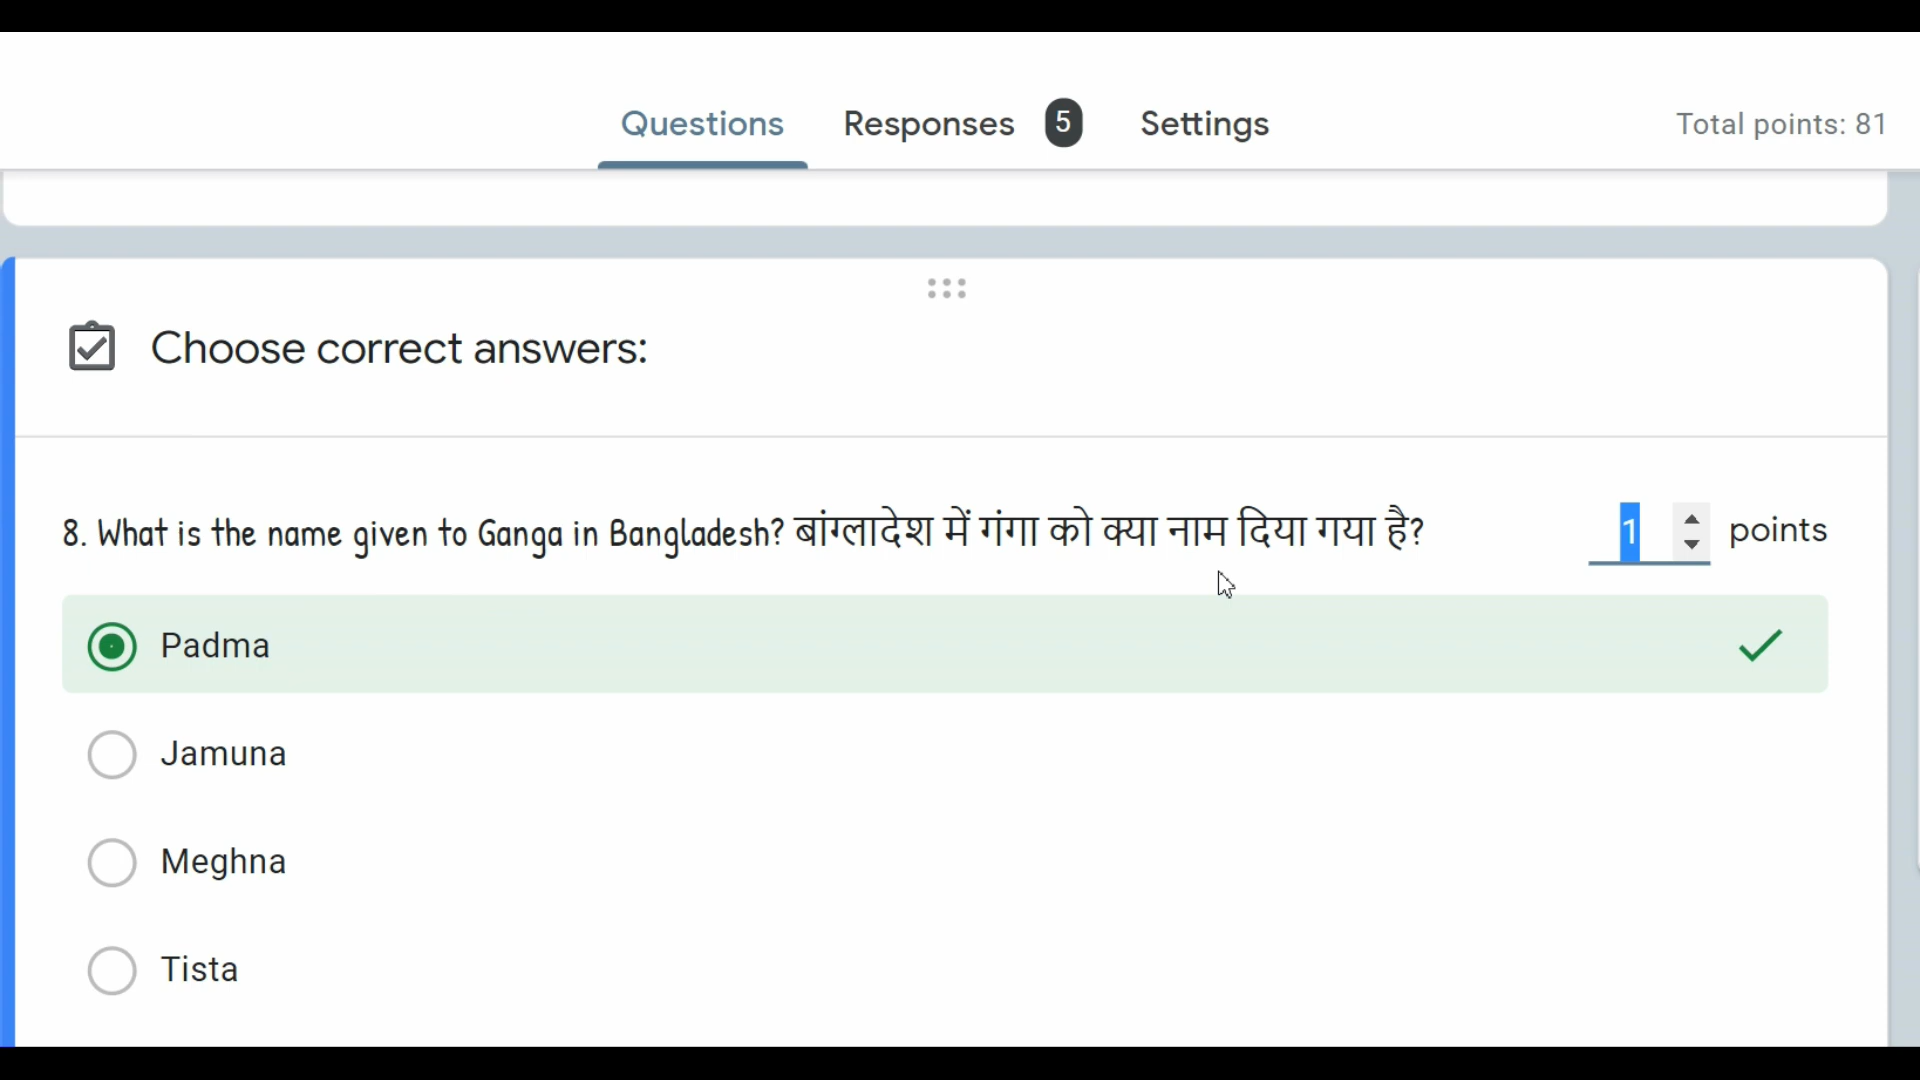 Questions Responses 5 Settings Total points: 81
Choose correct answers:
8. What is the name given to Ganga in Bangladesh? बांग्लादेश में गंगा को क्या नाम दिया गया है? 1 points
Padma
Jamuna
Meghna
Tista